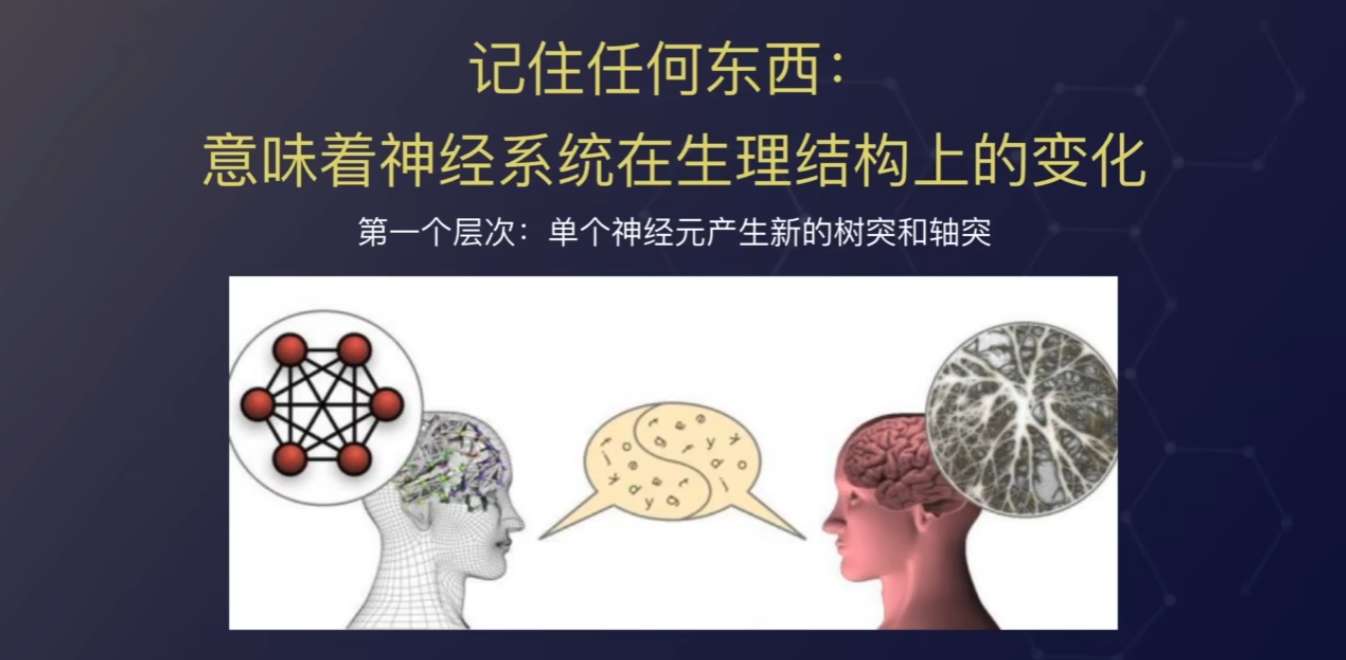 记住任何东西：
意味着神经系统在生理结构上的变化
第一个层次：单个神经元产生新的树突和轴突